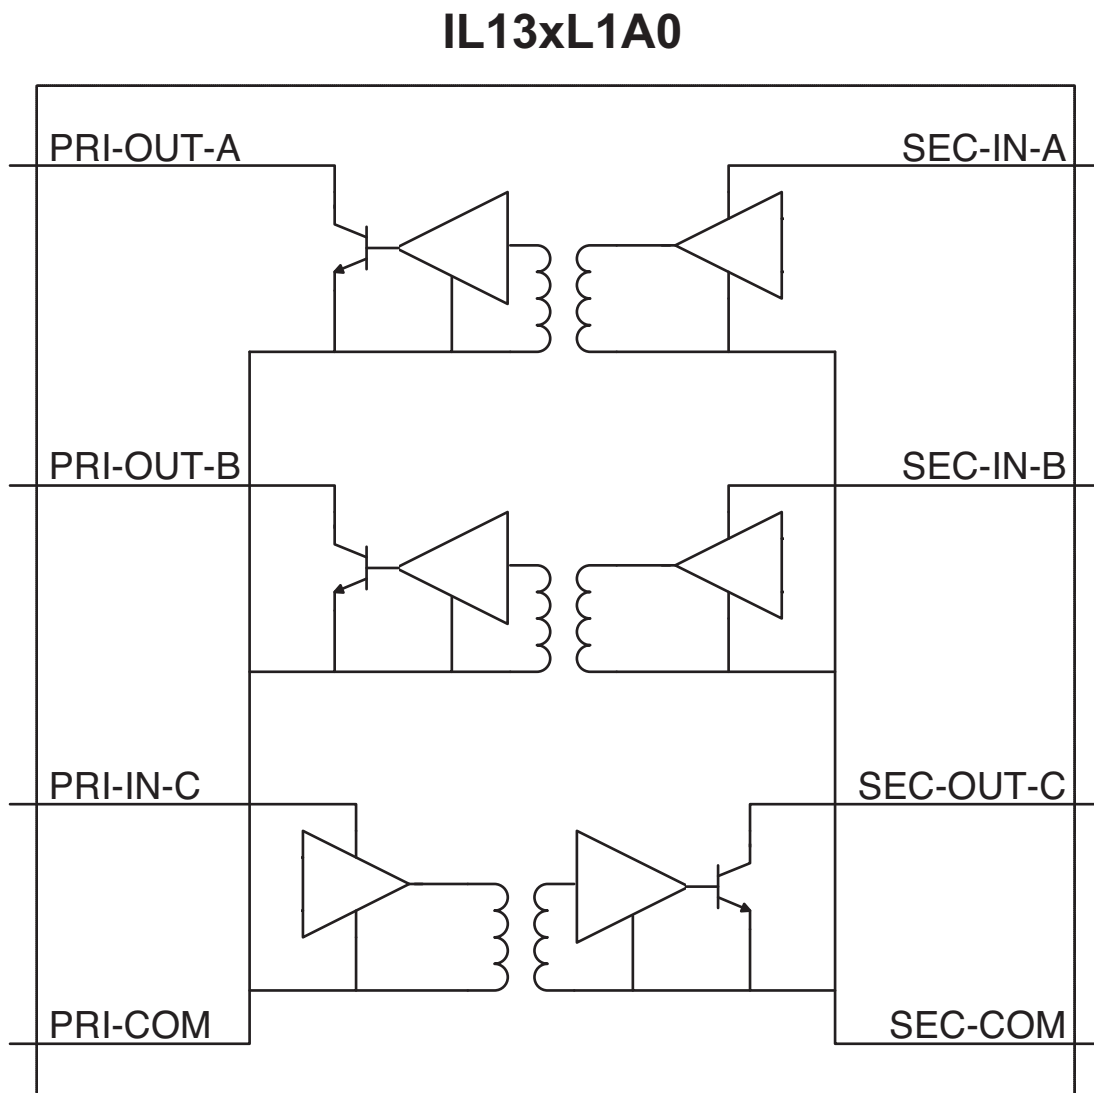 IL13xL1A0
PRI-OUT-A
SEC-IN-A
PRI-OUT-B
SEC-IN-B
PRI-IN-C
SEC-OUT-C
PRI-COM
SEC-COM